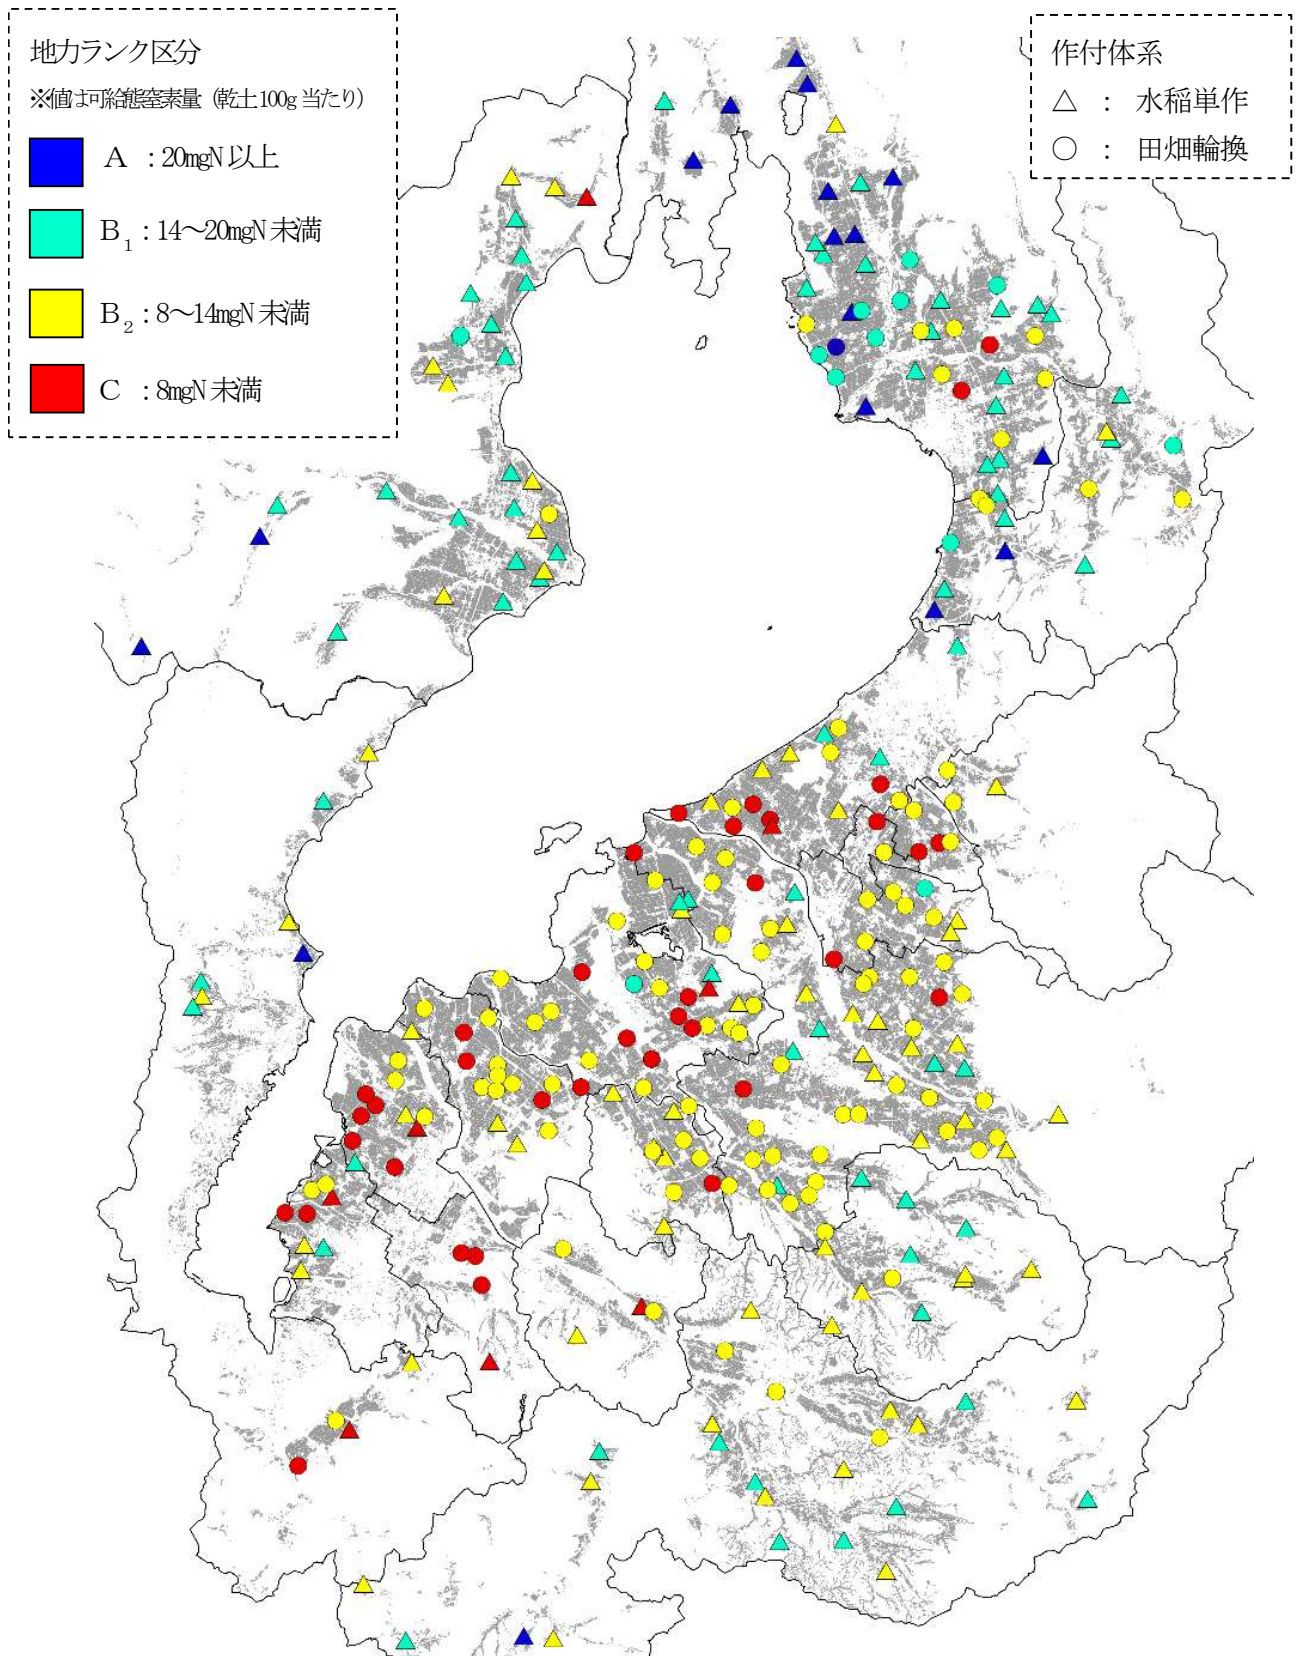 地力ランク区分
※値は可給態窒素量（乾土100g当たり）
A ：20mgN以上
B1：14～20mgN未満
B2：8～14mgN未満
C ：8mgN未満
作付体系
△ ： 水稲単作
○ ： 田畑輪換